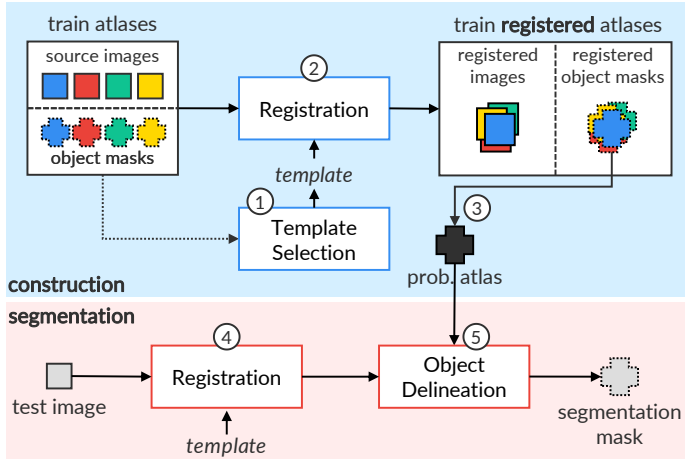 train atlases
source images
object masks
2
Registration
template
1
Template
Selection
train registered atlases
registered
images
registered
object masks
3
prob. atlas
construction
segmentation
test image
4
Registration
template
5
Object
Delineation
segmentation
mask